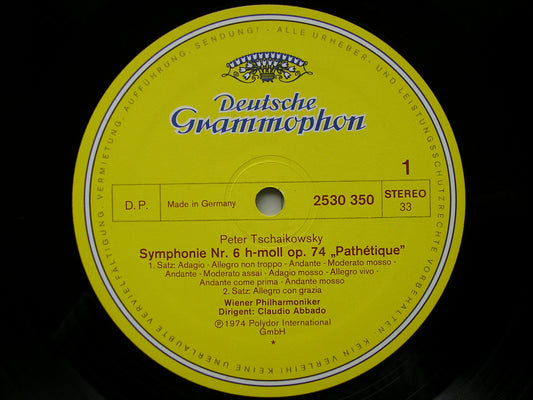 KEIN VERLEIH! KEINE UNERLAUBTE VERVIELFÄLTIGUNG, VERMIETUNG, AUFFÜHRUNG, SENDUNG! - ALLE URHEBER- UND LEISTUNGSSCHUTZRECHTE VORBEHALTEN.
Deutsche
Grammophon
1
D. P.
Made in Germany
2530 350
STEREO
33
Peter Tschaikowsky
Symphonie Nr. 6 h-moll op. 74 „Pathétique"
1. Satz: Adagio - Allegro non troppo - Andante - Moderato mosso -
Andante - Moderato assai - Adagio mosso - Allegro vivo -
Andante come prima - Andante mosso
2. Satz: Allegro con grazia
Wiener Philharmoniker
Dirigent: Claudio Abbado
Ⓟ 1974 Polydor International
GmbH
*